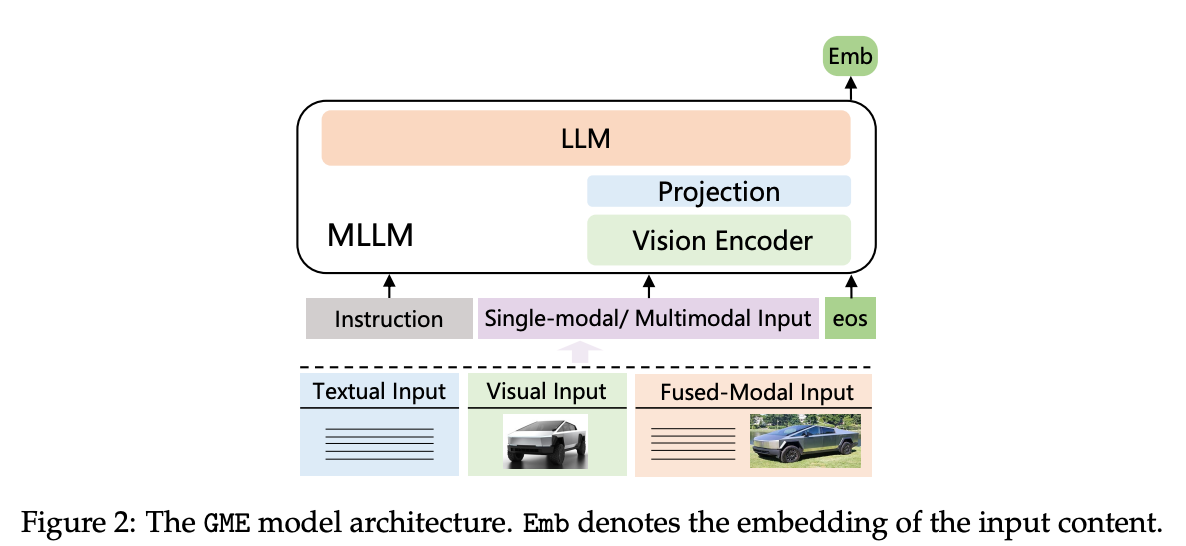 Emb
LLM
Projection
MLLM
Vision Encoder
Instruction
Single-modal/ Multimodal Input
eos
Textual Input
Visual Input
Fused-Modal Input
Figure 2: The GME model architecture. Emb denotes the embedding of the input content.